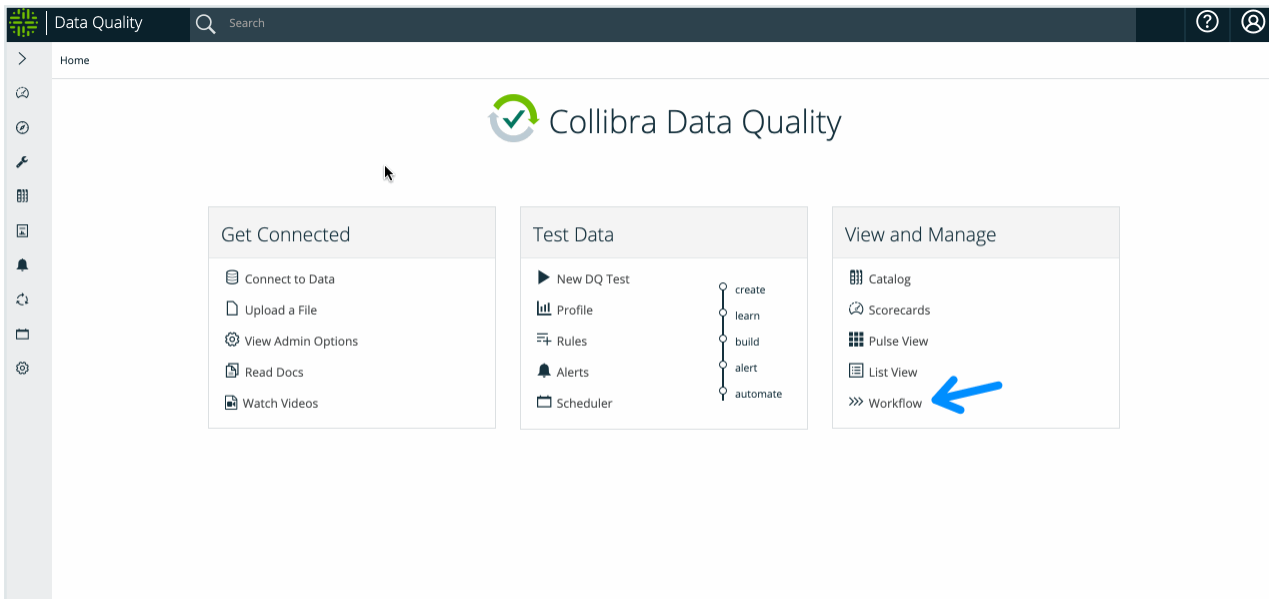 Data Quality
Search
Home
Collibra Data Quality
Get Connected
Connect to Data
Upload a File
View Admin Options
Read Docs
Watch Videos
Test Data
New DQ Test
Profile
Rules
Alerts
Scheduler
create
learn
build
alert
automate
View and Manage
Catalog
Scorecards
Pulse View
List View
Workflow